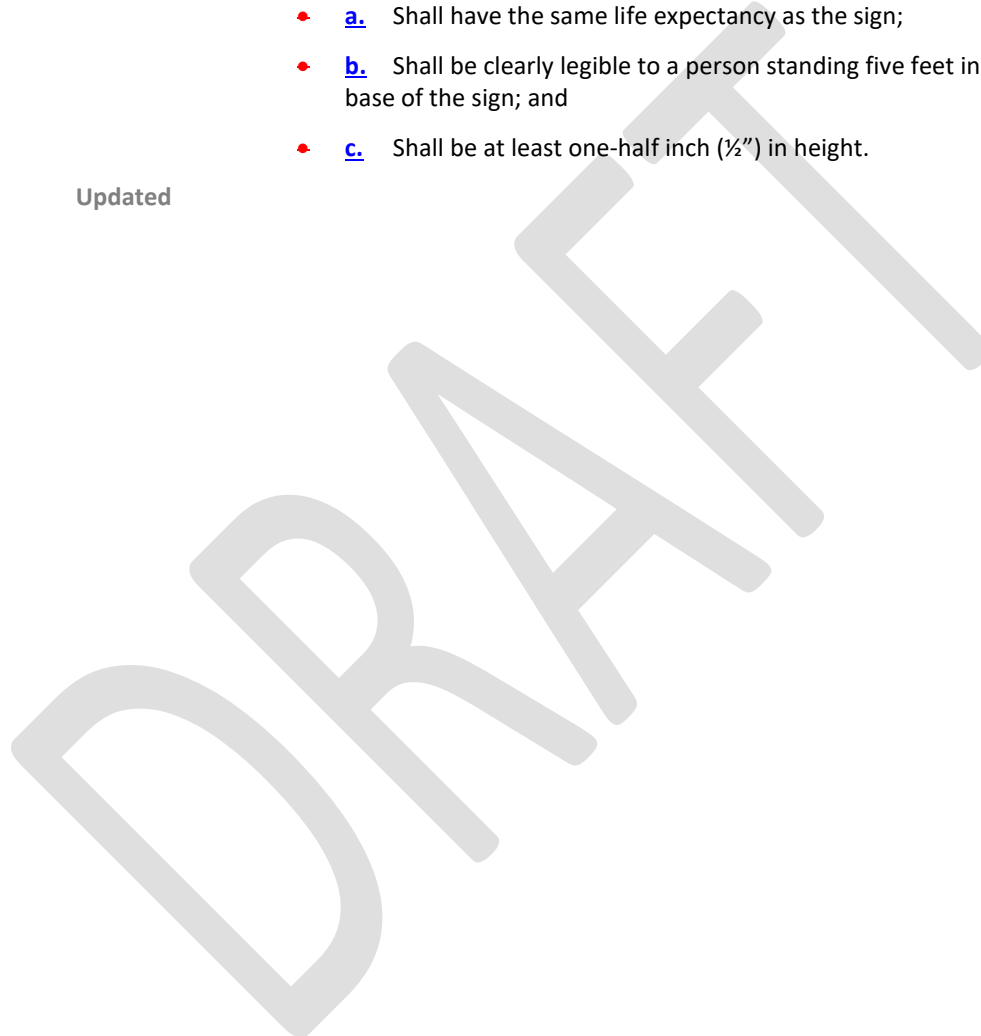 • a. Shall have the same life expectancy as the sign;
• b. Shall be clearly legible to a person standing five feet in
base of the sign; and
• c. Shall be at least one-half inch (½”) in height.
Updated
DRAFT